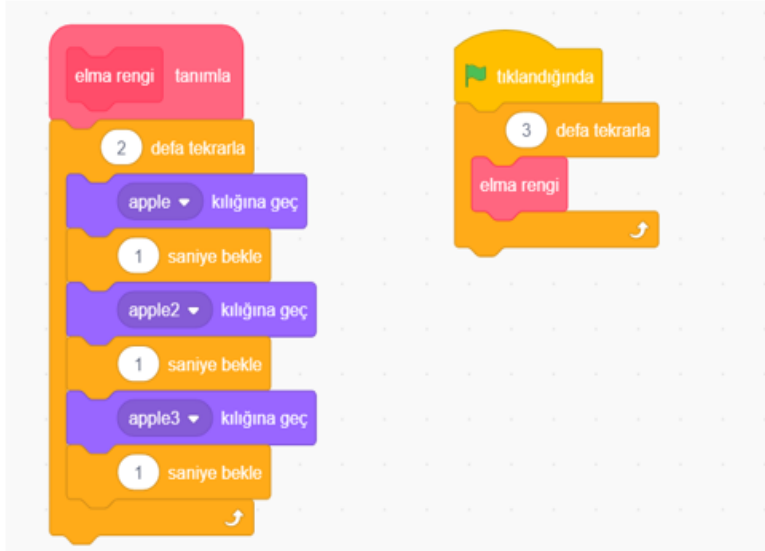 elma rengi tanımla
2 defa tekrarla
apple kılığına geç
1 saniye bekle
apple2 kılığına geç
1 saniye bekle
apple3 kılığına geç
1 saniye bekle
tıklandığında
3 defa tekrarla
elma rengi